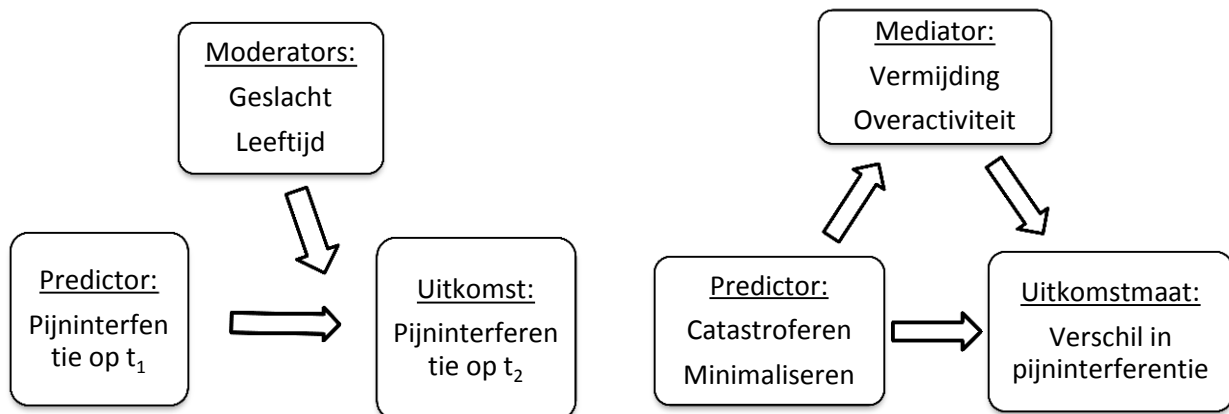 Moderators:
Geslacht
Leeftijd
Predictor:
Pijninterfen
tie op t₁
Uitkomst:
Pijninterferen
tie op t₂
Mediator:
Vermijding
Overactiviteit
Predictor:
Catastroferen
Minimaliseren
Uitkomstmaat:
Verschil in
pijninterferentie